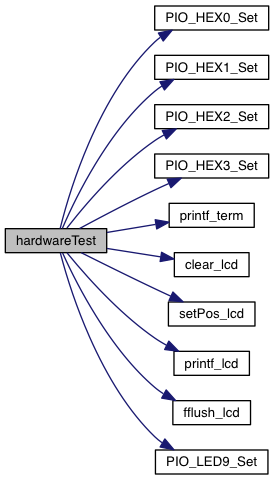 PIO_HEX0_Set
PIO_HEX1_Set
PIO_HEX2_Set
PIO_HEX3_Set
printf_term
hardwareTest
clear_lcd
setPos_lcd
printf_lcd
fflush_lcd
PIO_LED9_Set